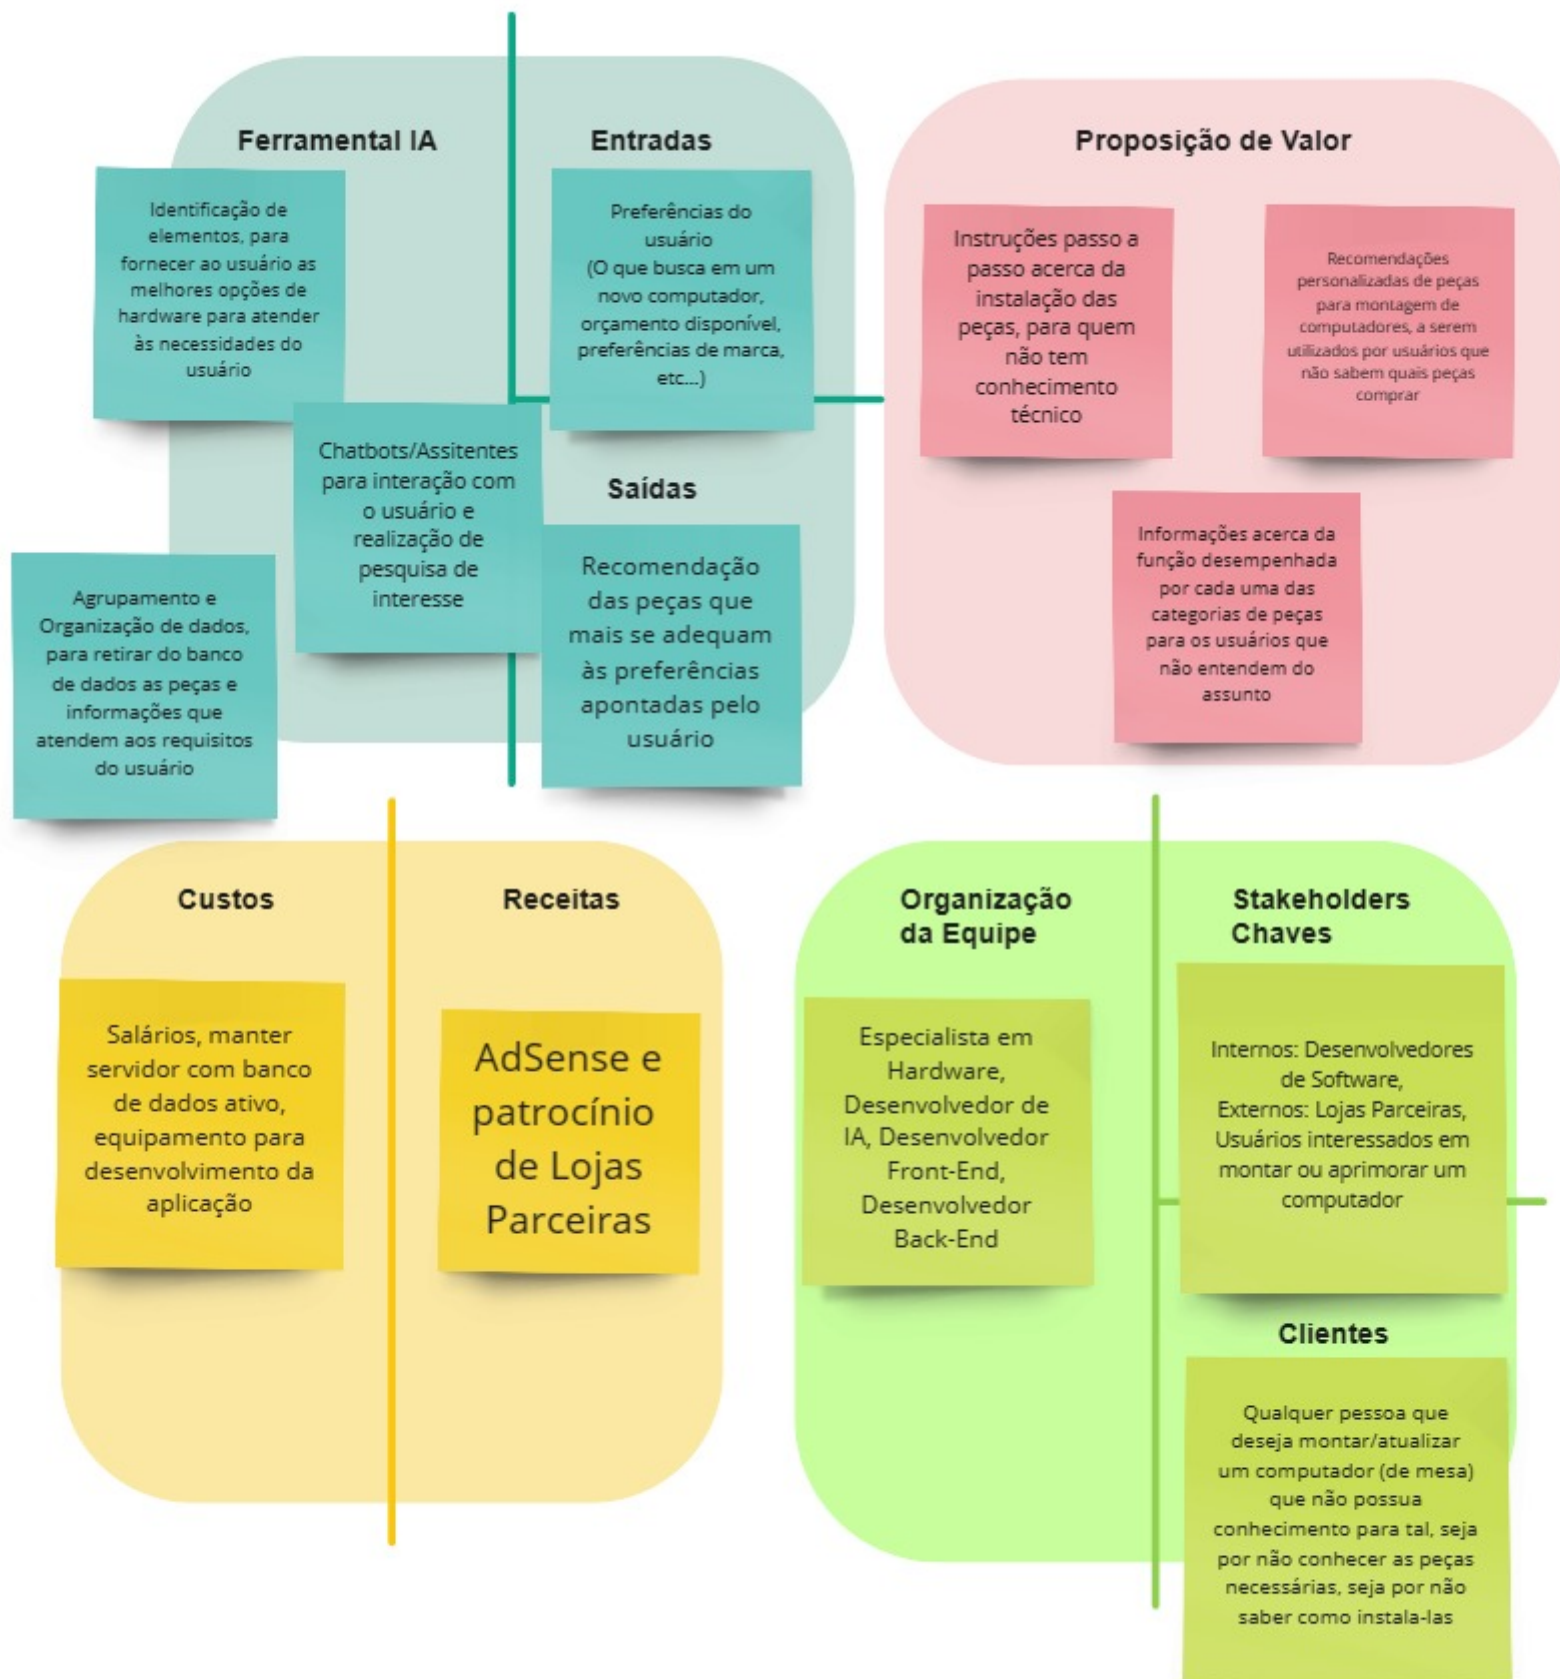 Ferramental IA
Identificação de
elementos, para
fornecer ao usuário as
melhores opções de
hardware para atender
às necessidades do
usuário
Chatbots/Assitentes
para interação com
o usuário e
realização de
pesquisa de
interesse
Agrupamento e
Organização de dados,
para retirar do banco
de dados as peças e
informações que
atendem aos requisitos
do usuário
Entradas
Preferências do
usuário
(O que busca em um
novo computador,
orçamento disponível,
preferências de marca,
etc...)
Saídas
Recomendação
das peças que
mais se adequam
às preferências
apontadas pelo
usuário
Proposição de Valor
Instruções passo a
passo acerca da
instalação das
peças, para quem
não tem
conhecimento
técnico
Recomendações
personalizadas de peças
para montagem de
computadores, a serem
utilizados por usuários que
não sabem quais peças
comprar
Informações acerca da
função desempenhada
por cada uma das
categorias de peças
para os usuários que
não entendem do
assunto
Custos
Salários, manter
servidor com banco
de dados ativo,
equipamento para
desenvolvimento da
aplicação
Receitas
AdSense e
patrocínio
de Lojas
Parceiras
Organização
da Equipe
Especialista em
Hardware,
Desenvolvedor de
IA, Desenvolvedor
Front-End,
Desenvolvedor
Back-End
Stakeholders
Chaves
Internos: Desenvolvedores
de Software,
Externos: Lojas Parceiras,
Usuários interessados em
montar ou aprimorar um
computador
Clientes
Qualquer pessoa que
deseja montar/atualizar
um computador (de mesa)
que não possua
conhecimento para tal, seja
por não conhecer as peças
necessárias, seja por não
saber como instala-las